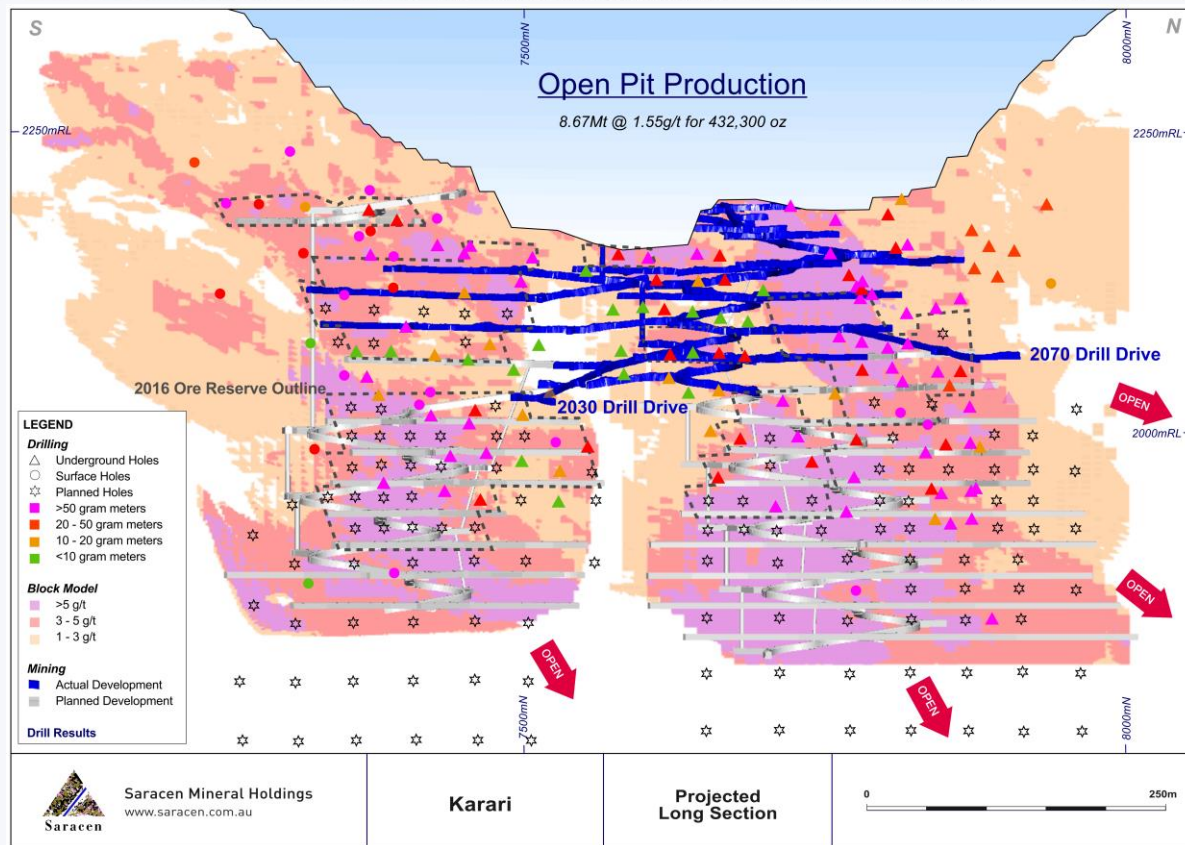 S
N
7500mN
8000mN
Open Pit Production
8.67Mt @ 1.55g/t for 432,300 oz
2250mRL
2250mRL
2070 Drill Drive
2016 Ore Reserve Outline
2030 Drill Drive
OPEN
2000mRL
LEGEND
Drilling
Underground Holes
Surface Holes
Planned Holes
>50 gram meters
20 - 50 gram meters
10 - 20 gram meters
<10 gram meters
Block Model
>5 g/t
3 - 5 g/t
1 - 3 g/t
Mining
Actual Development
Planned Development
Drill Results
OPEN
OPEN
OPEN
7500mN
8000mN
Saracen
Saracen Mineral Holdings
www.saracen.com.au
Karari
Projected
Long Section
0
250m